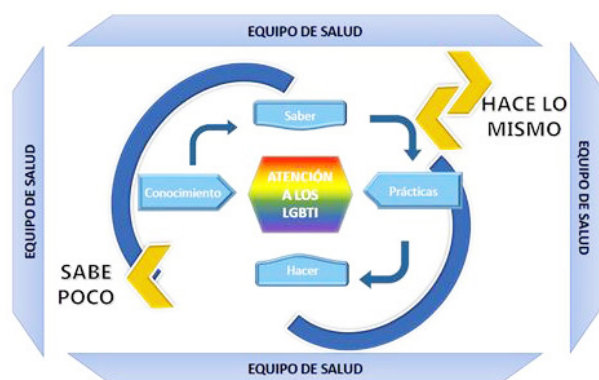 EQUIPO DE SALUD
EQUIPO DE SALUD
Saber
HACE LO
MISMO
Conocimiento
ATENCIÓN
A LOS
LGBTI
Prácticas
EQUIPO DE SALUD
SABE
POCO
Hacer
EQUIPO DE SALUD